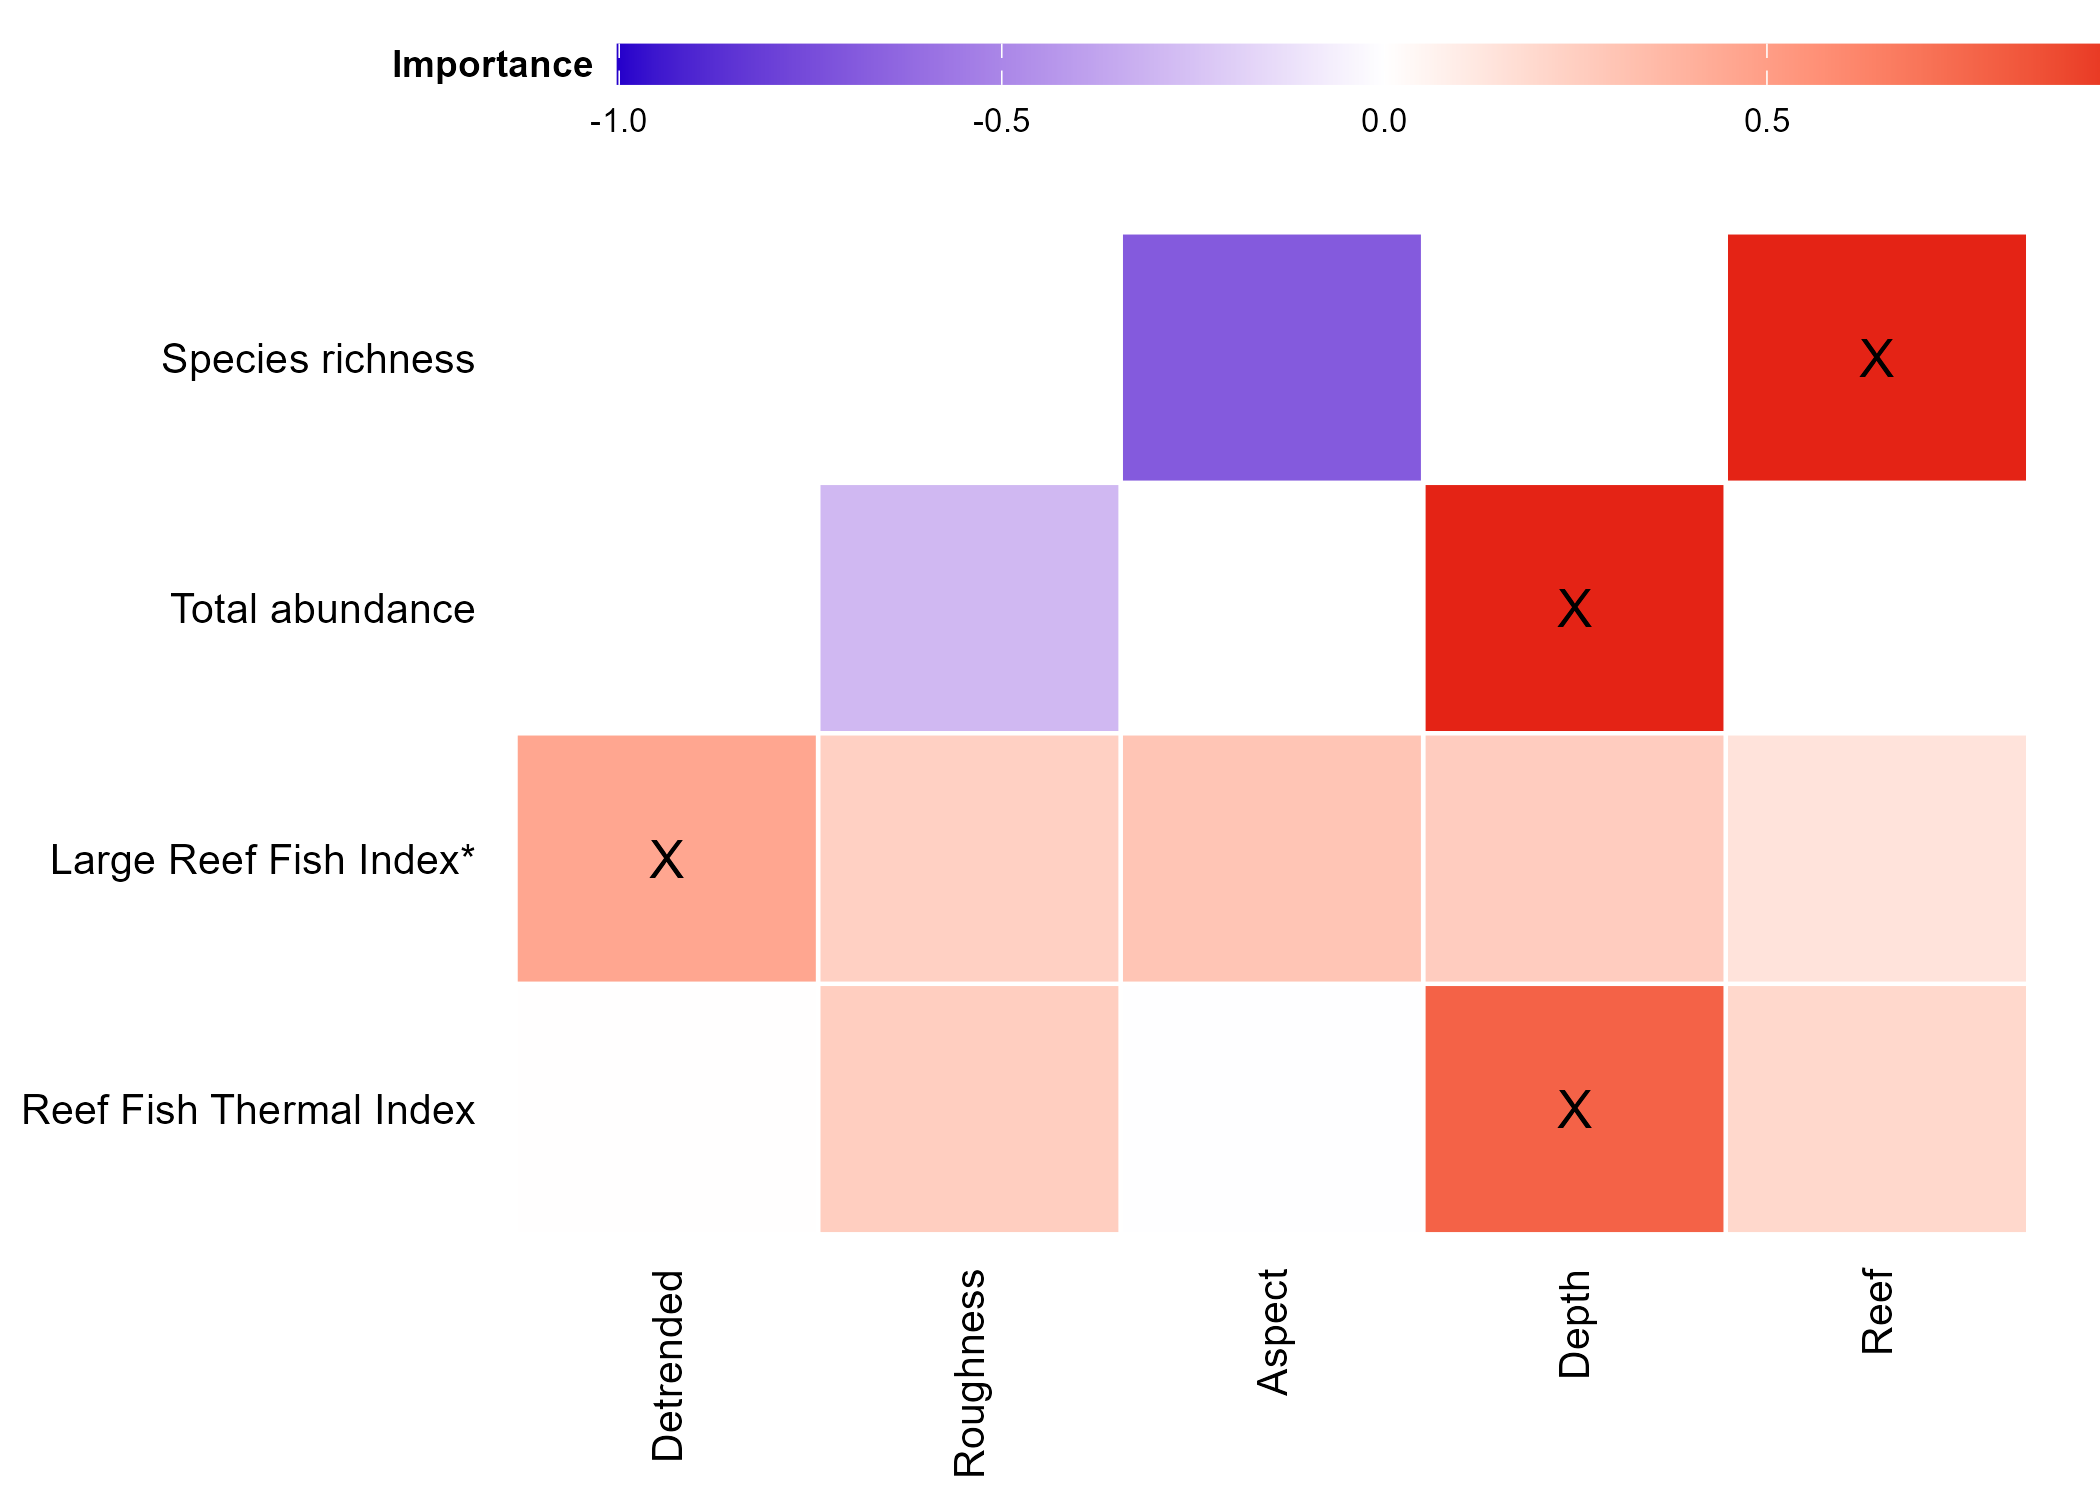 Importance
-1.0 -0.5 0.0 0.5
Species richness X
Total abundance X
Large Reef Fish Index* X
Reef Fish Thermal Index X
Detrended Roughness Aspect Depth Reef